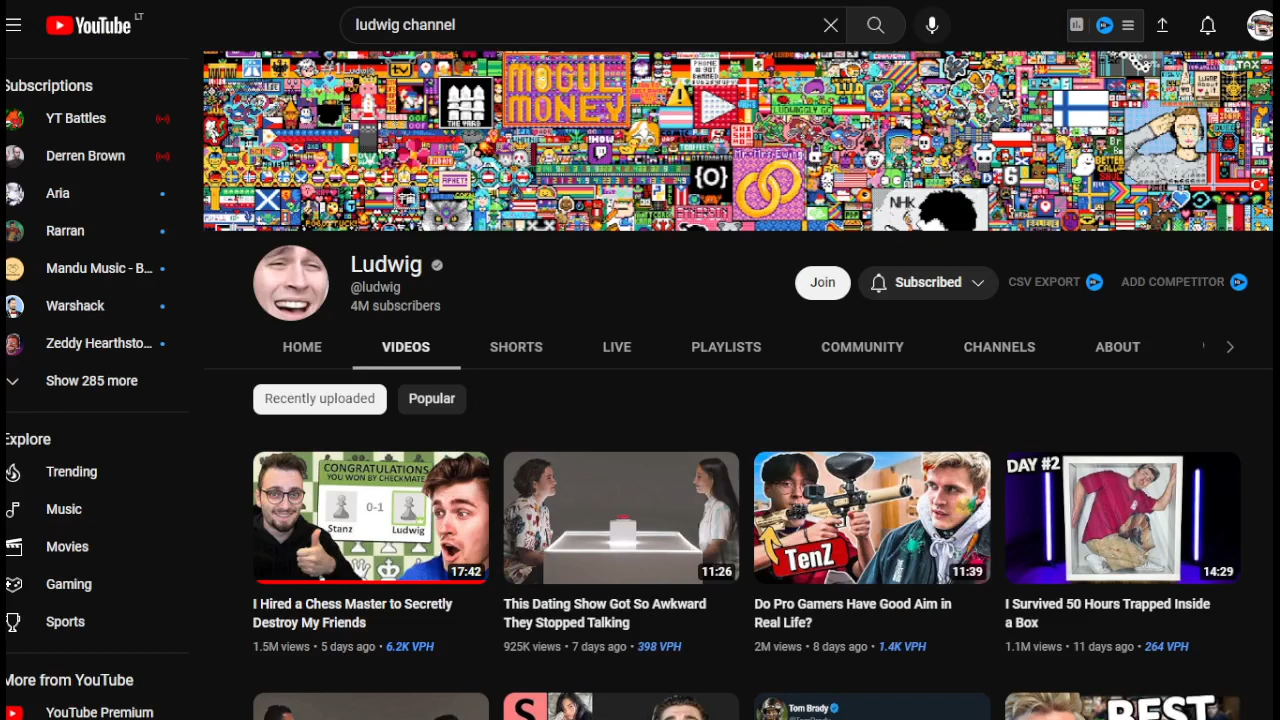 YouTube LT
ludwig channel
Subscriptions
YT Battles
Derren Brown
Aria
Rarran
Mandu Music - B...
Warshack
Zeddy Hearthsto...
Show 285 more
Explore
Trending
Music
Movies
Gaming
Sports
More from YouTube
YouTube Premium
MOGUL
MONEY
THE YARD
NHK
Ludwig
@ludwig
4M subscribers
Join
Subscribed
CSV EXPORT
ADD COMPETITOR
HOME
VIDEOS
SHORTS
LIVE
PLAYLISTS
COMMUNITY
CHANNELS
ABOUT
Recently uploaded
Popular
CONGRATULATIONS
YOU WON BY CHECKMATE
0-1
Stanz
Ludwig
17:42
I Hired a Chess Master to Secretly
Destroy My Friends
1.5M views • 5 days ago • 6.2K VPH
11:26
This Dating Show Got So Awkward
They Stopped Talking
925K views • 7 days ago • 398 VPH
TenZ
11:39
Do Pro Gamers Have Good Aim in
Real Life?
2M views • 8 days ago • 1.4K VPH
DAY #2
14:29
I Survived 50 Hours Trapped Inside
a Box
1.1M views • 11 days ago • 264 VPH
S
Tom Brady
BEST